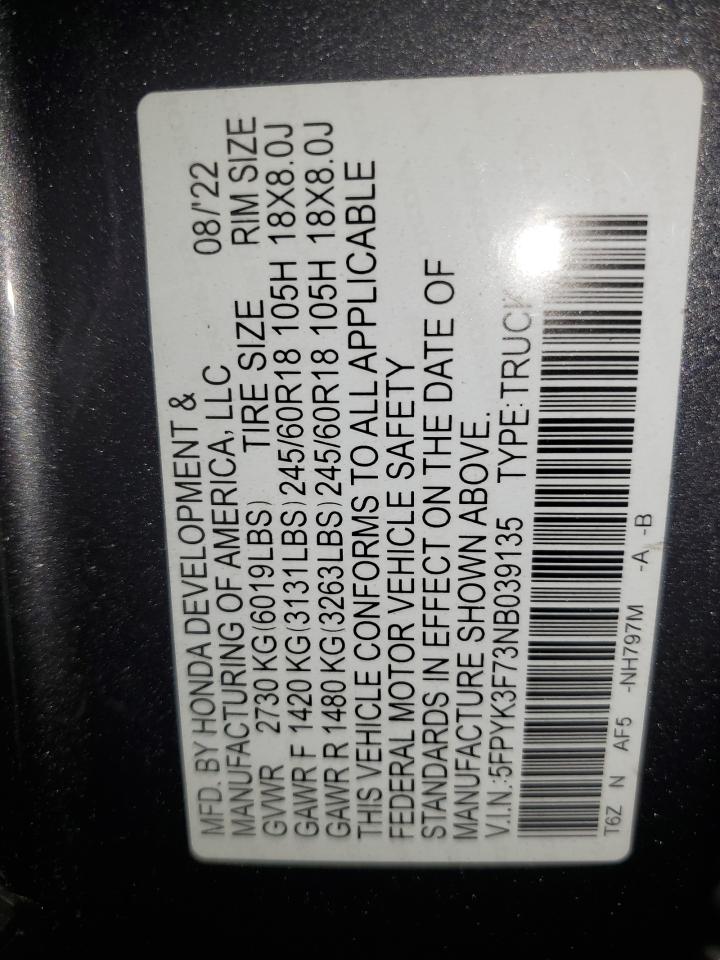 MFD. BY HONDA DEVELOPMENT &
MANUFACTURING OF AMERICA, LLC 08/'22
GVWR 2730 KG(6019LBS) TIRE SIZE RIM SIZE
GAWR F 1420 KG(3131LBS)245/60R18 105H 18X8.0J
GAWR R 1480 KG(3263LBS)245/60R18 105H 18X8.0J
THIS VEHICLE CONFORMS TO ALL APPLICABLE
FEDERAL MOTOR VEHICLE SAFETY
STANDARDS IN EFFECT ON THE DATE OF
MANUFACTURE SHOWN ABOVE.
V.I.N.:5FPYK3F73NB039135 TYPE:TRUCK
T6Z N AF5 -NH797M -A -B